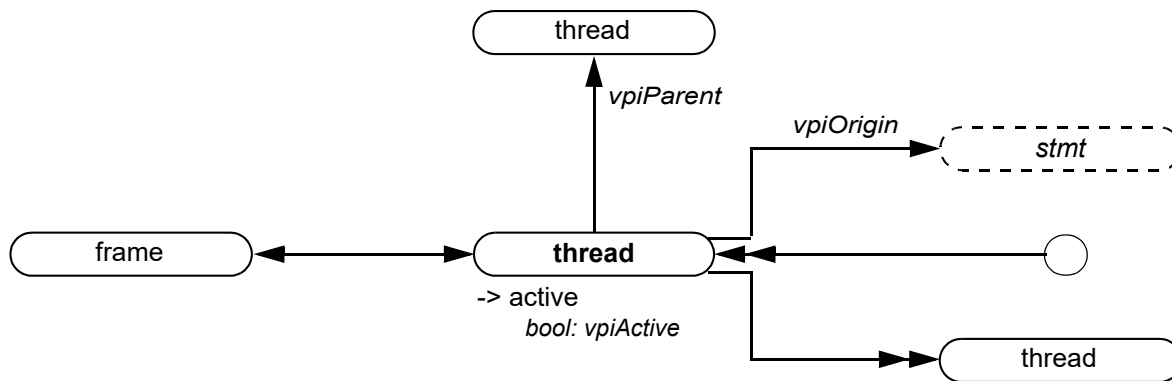 thread
vpiParent
vpiOrigin
stmt
frame
thread
-> active
bool: vpiActive
thread